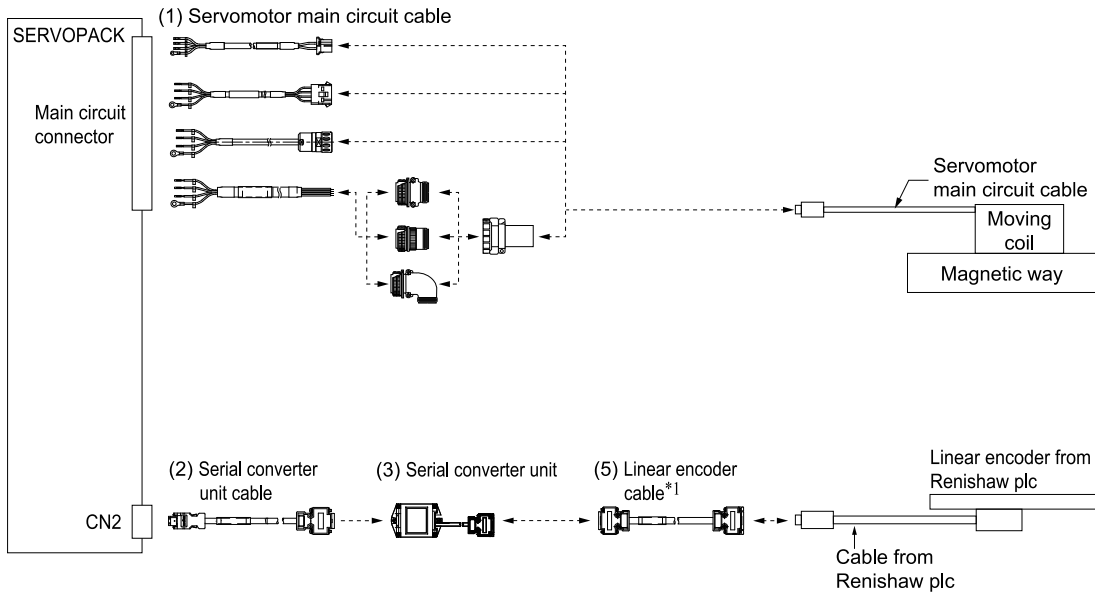 (1) Servomotor main circuit cable
SERVOPACK
Main circuit
connector
Servomotor
main circuit cable
Moving
coil
Magnetic way
(2) Serial converter
unit cable
(3) Serial converter unit
(5) Linear encoder
cable*1
Linear encoder from
Renishaw plc
CN2
Cable from
Renishaw plc